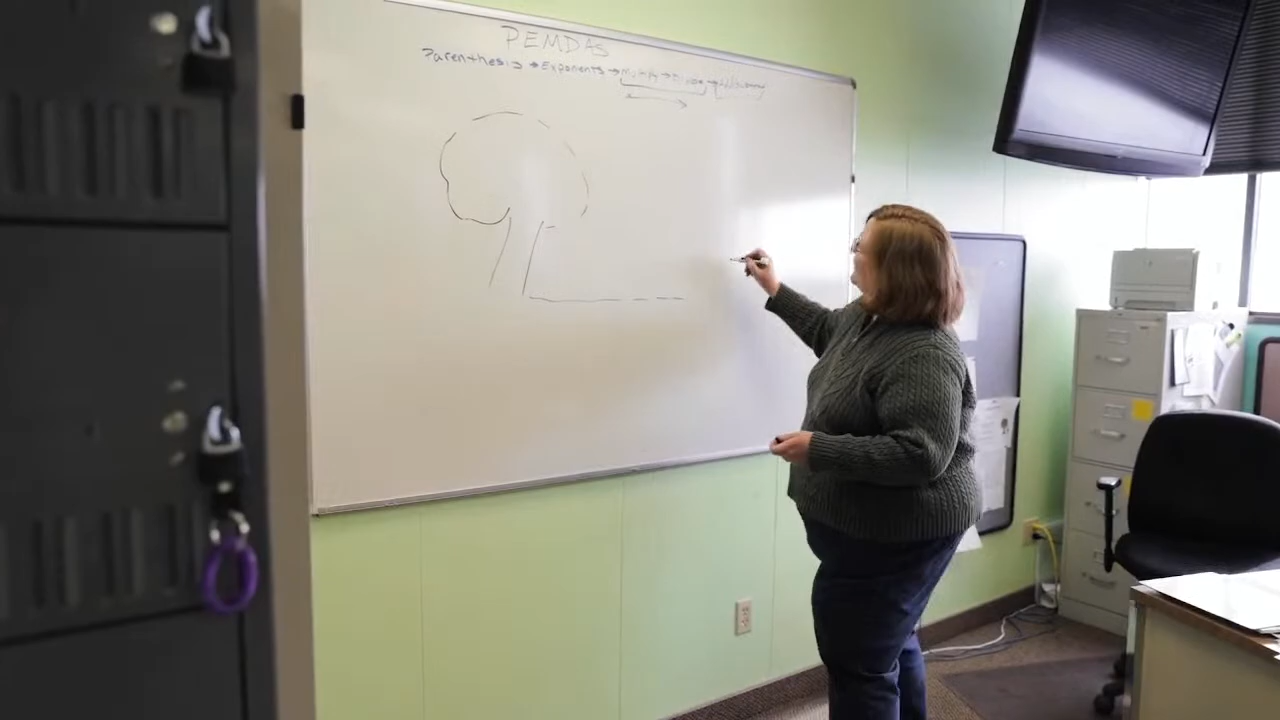 PEMDAS
Parenthesis → Exponents → Multiply → Divide →